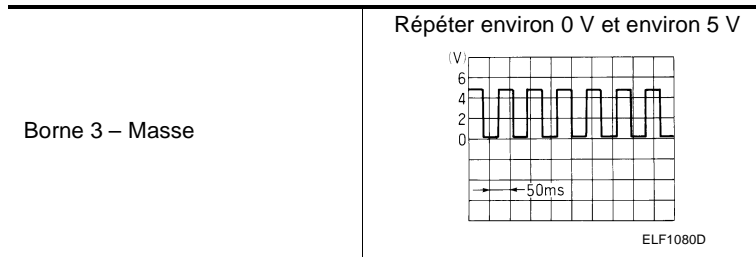 Répéter environ 0 V et environ 5 V
(V)
6
4
2
0
Borne 3 – Masse
50ms
ELF1080D